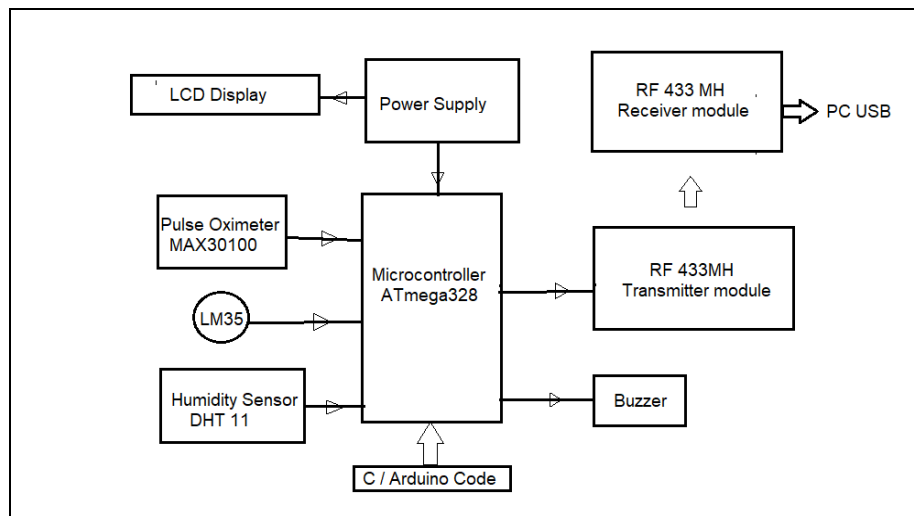 LCD Display
Power Supply
RF 433 MH
Receiver module
PC USB
Pulse Oximeter
MAX30100
Microcontroller
ATmega328
RF 433MH
Transmitter module
LM35
Humidity Sensor
DHT 11
Buzzer
C / Arduino Code